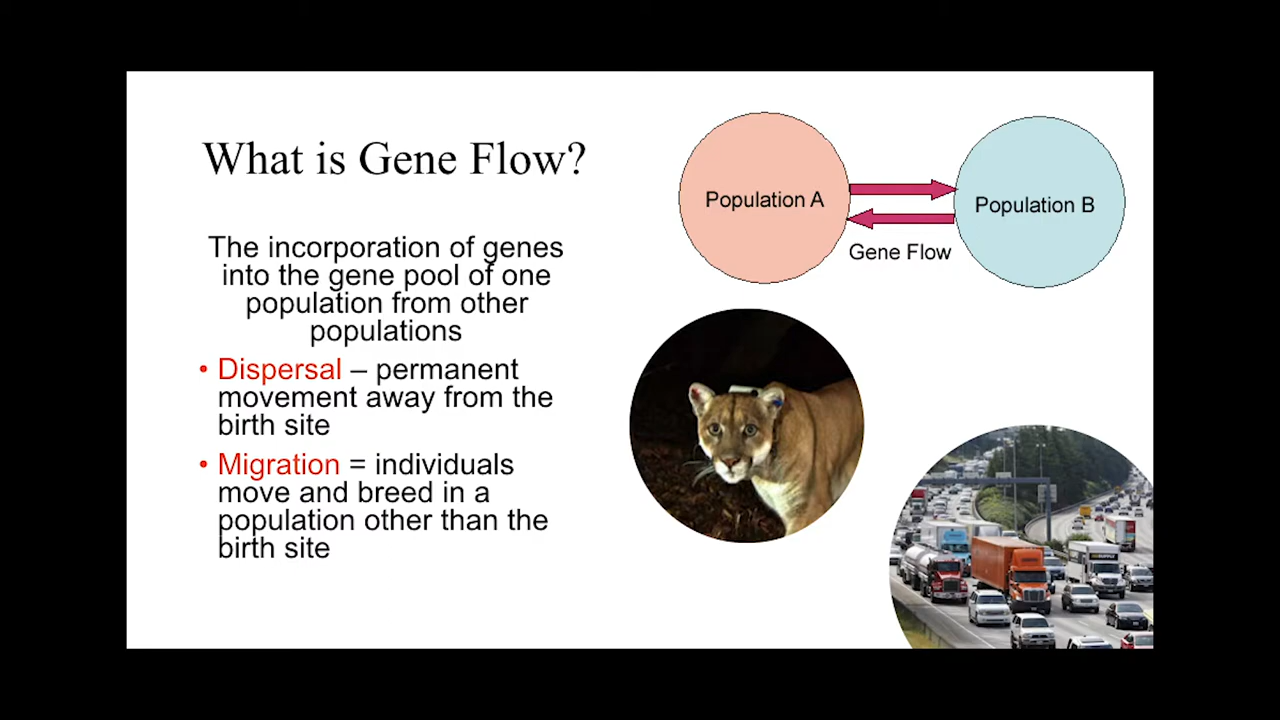 What is Gene Flow?
The incorporation of genes
into the gene pool of one
population from other
populations
• Dispersal – permanent
movement away from the
birth site
• Migration = individuals
move and breed in a
population other than the
birth site
Population A
Population B
Gene Flow